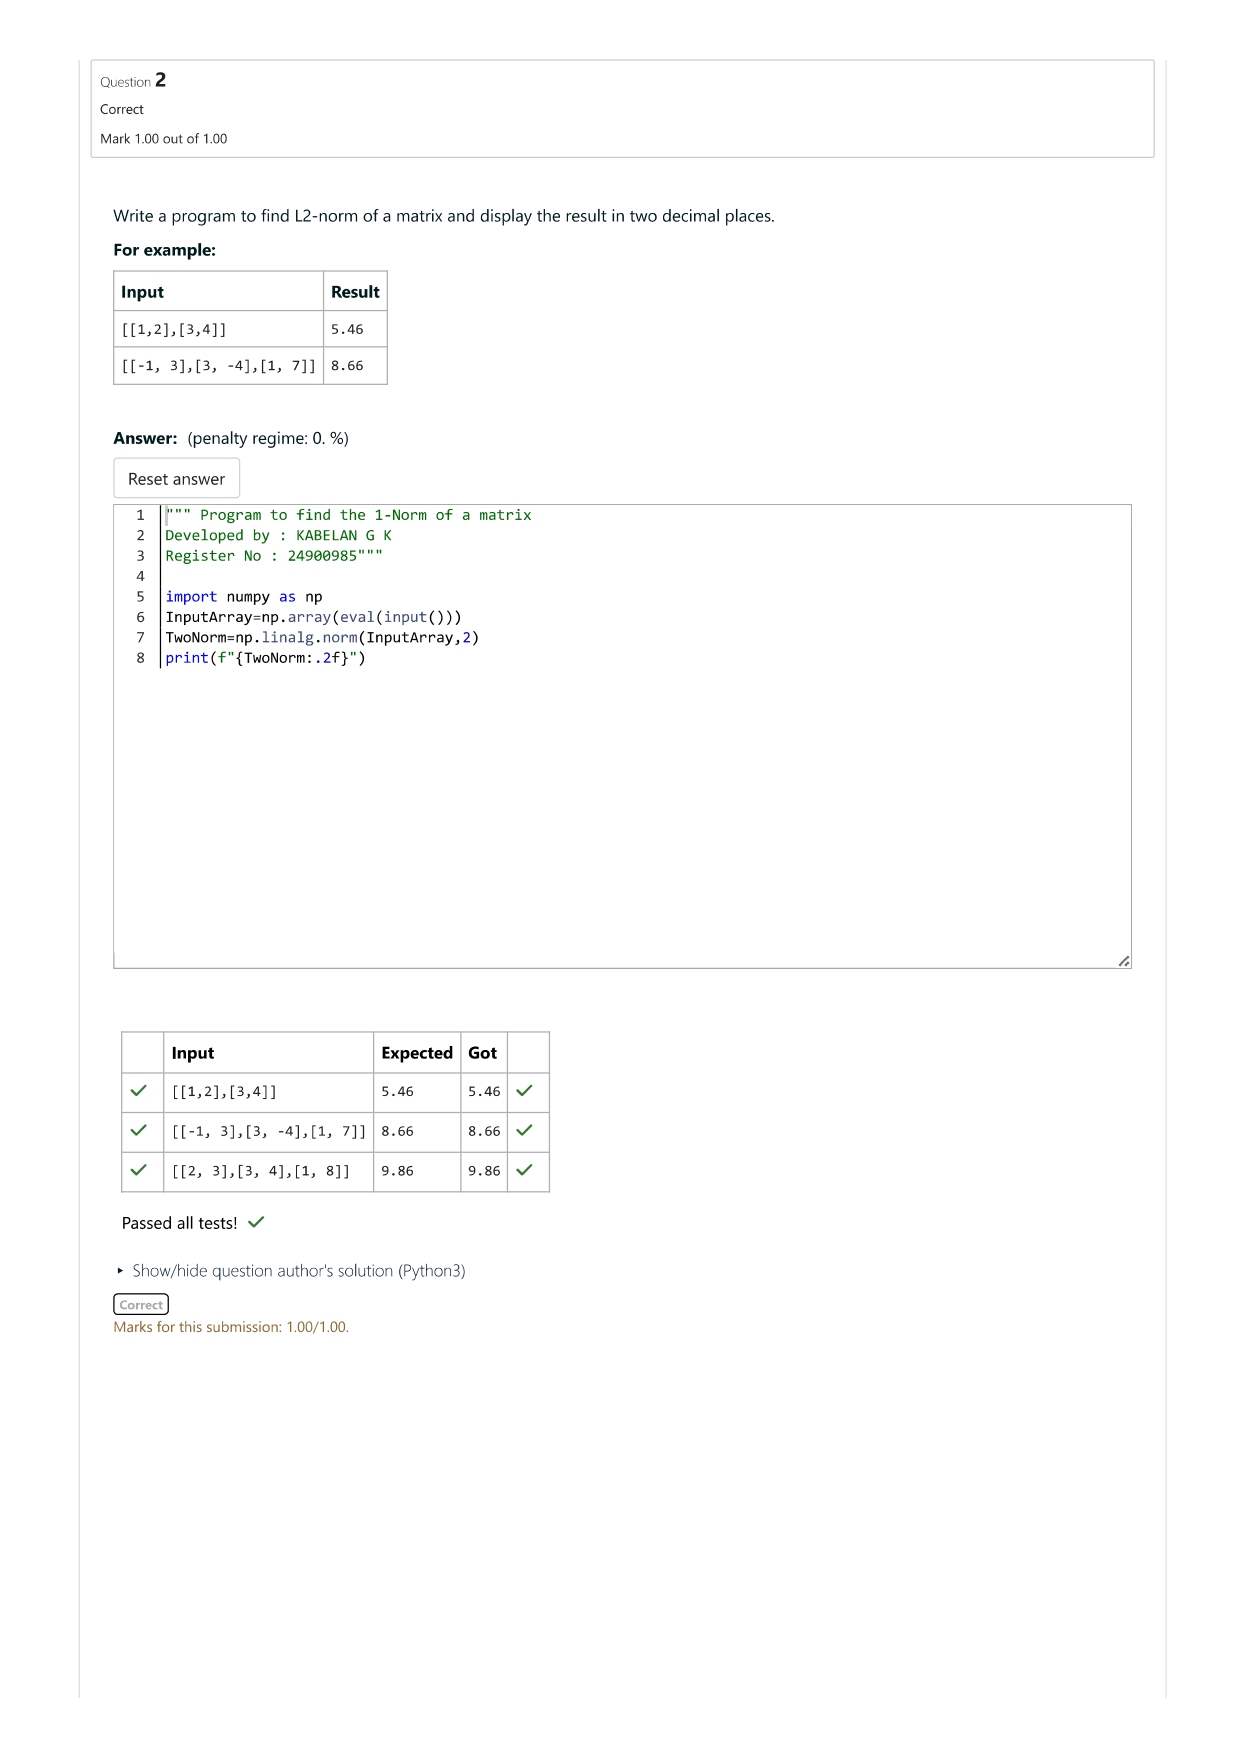 Question 2
Correct
Mark 1.00 out of 1.00
Write a program to find L2-norm of a matrix and display the result in two decimal places.
For example:
Input Result
[[1,2],[3,4]] 5.46
[[-1, 3],[3, -4],[1, 7]] 8.66
Answer: (penalty regime: 0. %)
Reset answer
1 """ Program to find the 1-Norm of a matrix
2 Developed by : KABELAN G K
3 Register No : 24900985"""
4
5 import numpy as np
6 InputArray=np.array(eval(input()))
7 TwoNorm=np.linalg.norm(InputArray,2)
8 print(f"{TwoNorm:.2f}")
Input Expected Got
[[1,2],[3,4]] 5.46 5.46
[[-1, 3],[3, -4],[1, 7]] 8.66 8.66
[[2, 3],[3, 4],[1, 8]] 9.86 9.86
Passed all tests!
Show/hide question author's solution (Python3)
Correct
Marks for this submission: 1.00/1.00.